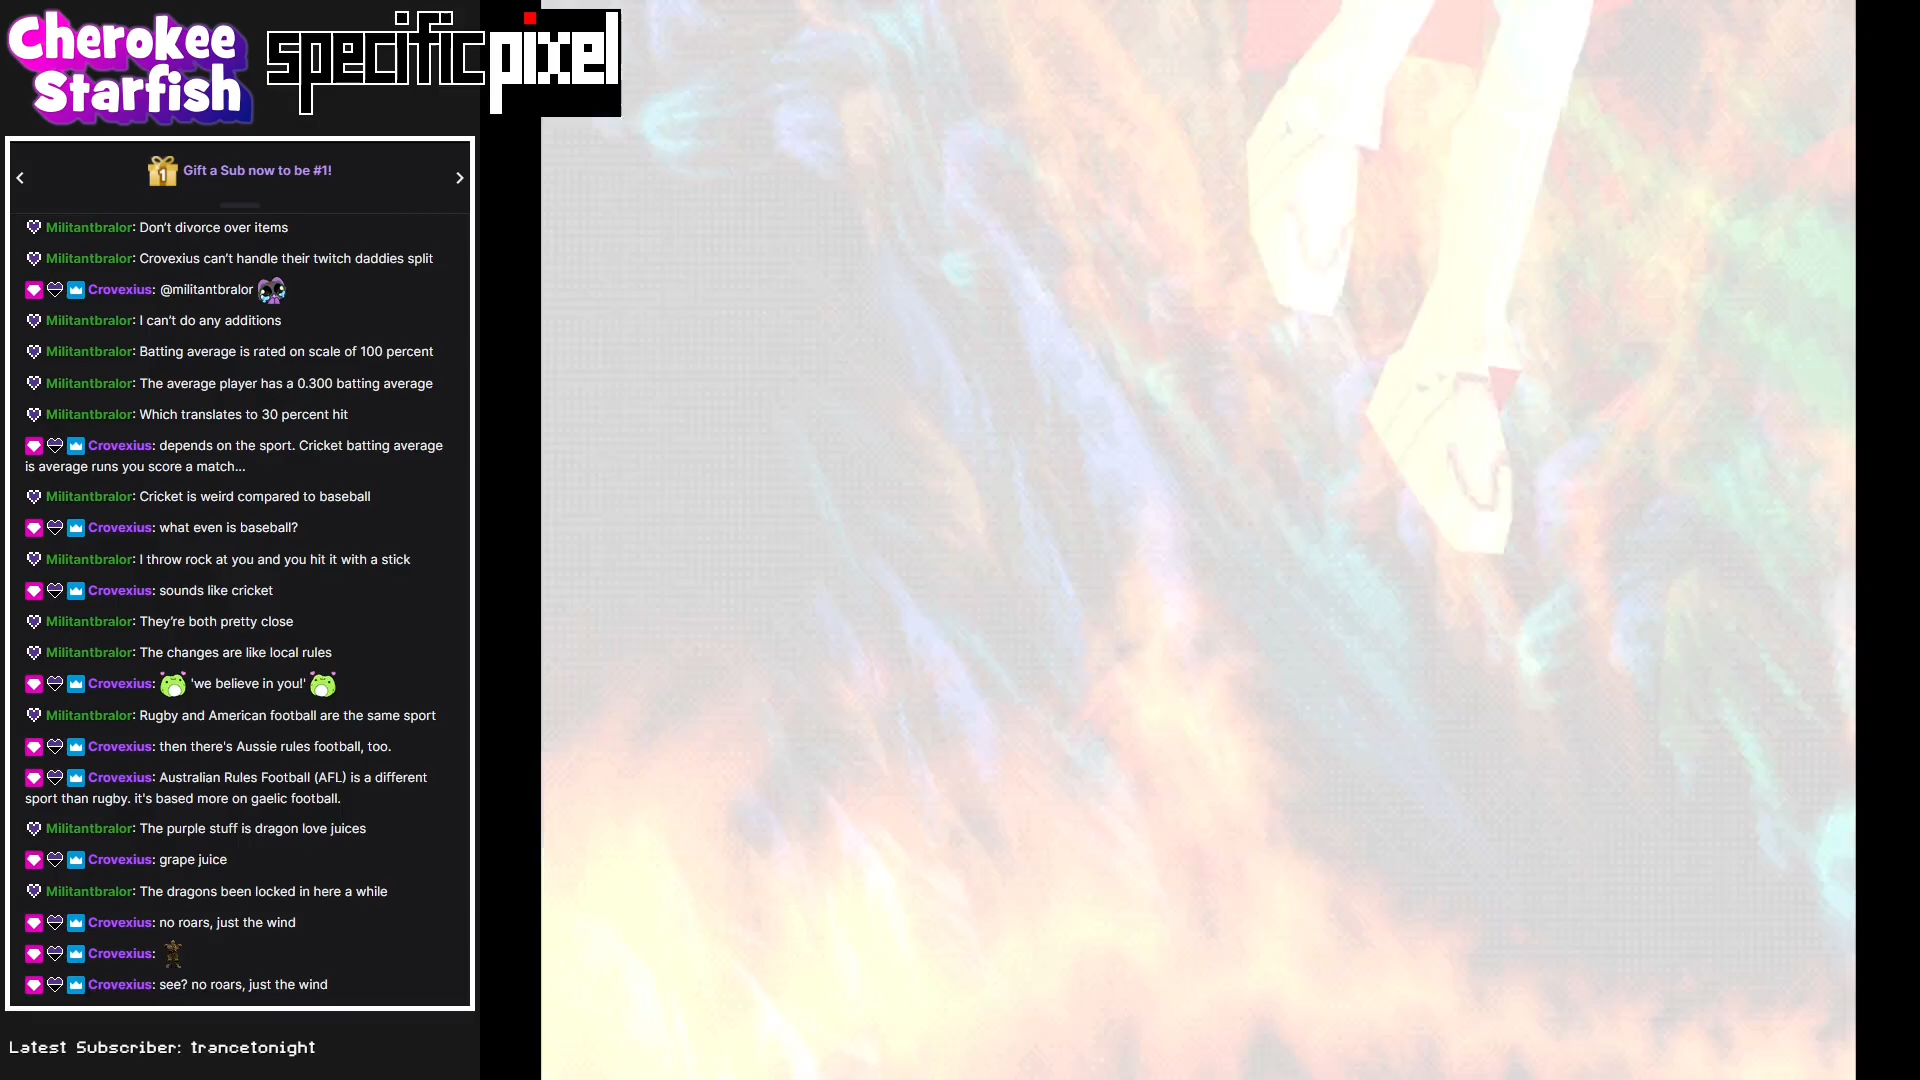 Cherokee
Starfish
specificpixel
1
Gift a Sub now to be #1!
Militantbralor: Don't divorce over items
Militantbralor: Crovexius can't handle their twitch daddies split
Crovexius: @militantbralor
Militantbralor: I can't do any additions
Militantbralor: Batting average is rated on scale of 100 percent
Militantbralor: The average player has a 0.300 batting average
Militantbralor: Which translates to 30 percent hit
Crovexius: depends on the sport. Cricket batting average
is average runs you score a match...
Militantbralor: Cricket is weird compared to baseball
Crovexius: what even is baseball?
Militantbralor: I throw rock at you and you hit it with a stick
Crovexius: sounds like cricket
Militantbralor: They're both pretty close
Militantbralor: The changes are like local rules
Crovexius: 'we believe in you!'
Militantbralor: Rugby and American football are the same sport
Crovexius: then there's Aussie rules football, too.
Crovexius: Australian Rules Football (AFL) is a different
sport than rugby. it's based more on gaelic football.
Militantbralor: The purple stuff is dragon love juices
Crovexius: grape juice
Militantbralor: The dragons been locked in here a while
Crovexius: no roars, just the wind
Crovexius:
Crovexius: see? no roars, just the wind
Latest Subscriber: trancetonight